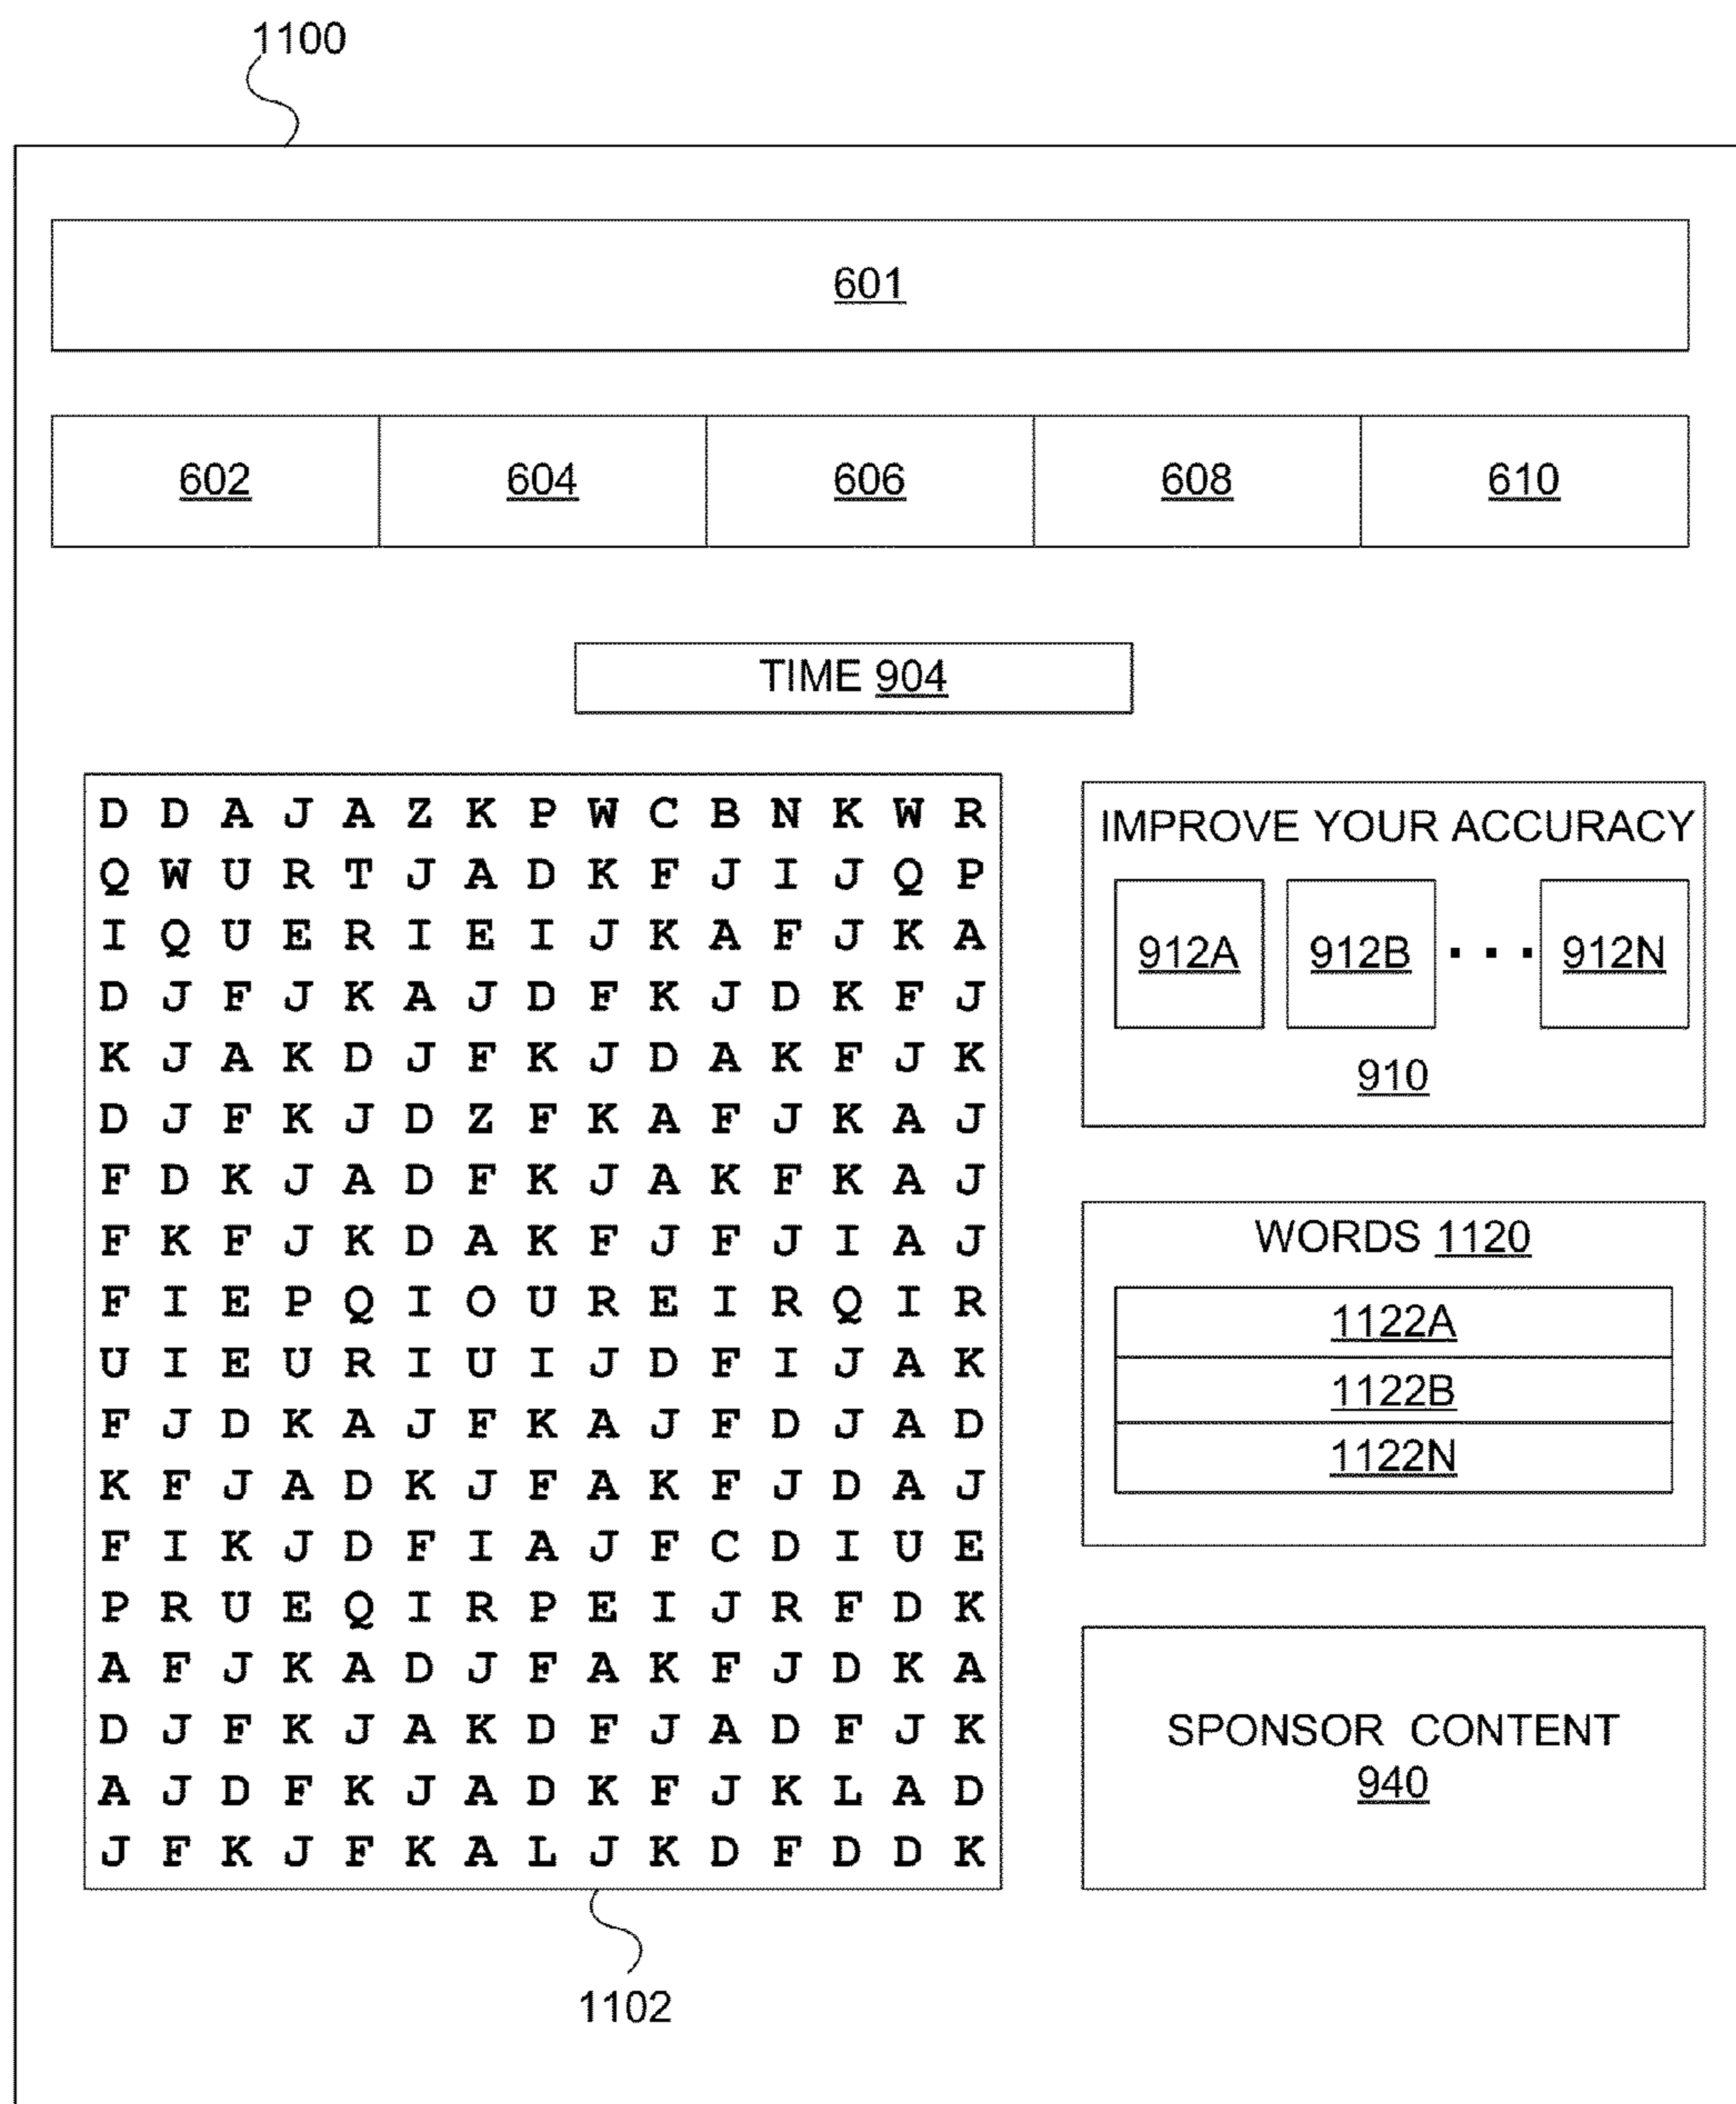 1100
601
602 604 606 608 610
TIME 904
D D A J A Z K P W C B N K W R
Q W U R T J A D K F J I J Q P
I Q U E R I E I J K A F J K A
D J F J K A J D F K J D K F J
K J A K D J F K J D A K F J K
D J F K J D Z F K A F J K A J
F D K J A D F K J A K F K A J
F K F J K D A K F J F J I A J
F I E P Q I O U R E I R Q I R
U I E U R I U I J D F I J A K
F J D K A J F K A J F D J A D
K F J A D K J F A K F J D A J
F I K J D F I A J F C D I U E
P R U E Q I R P E I J R F D K
A F J K A D J F A K F J D K A
D J F K J A K D F J A D F J K
A J D F K J A D K F J K L A D
J F K J F K A L J K D F D D K
1102
IMPROVE YOUR ACCURACY
912A 912B . . . 912N
910
WORDS 1120
1122A
1122B
1122N
SPONSOR CONTENT
940